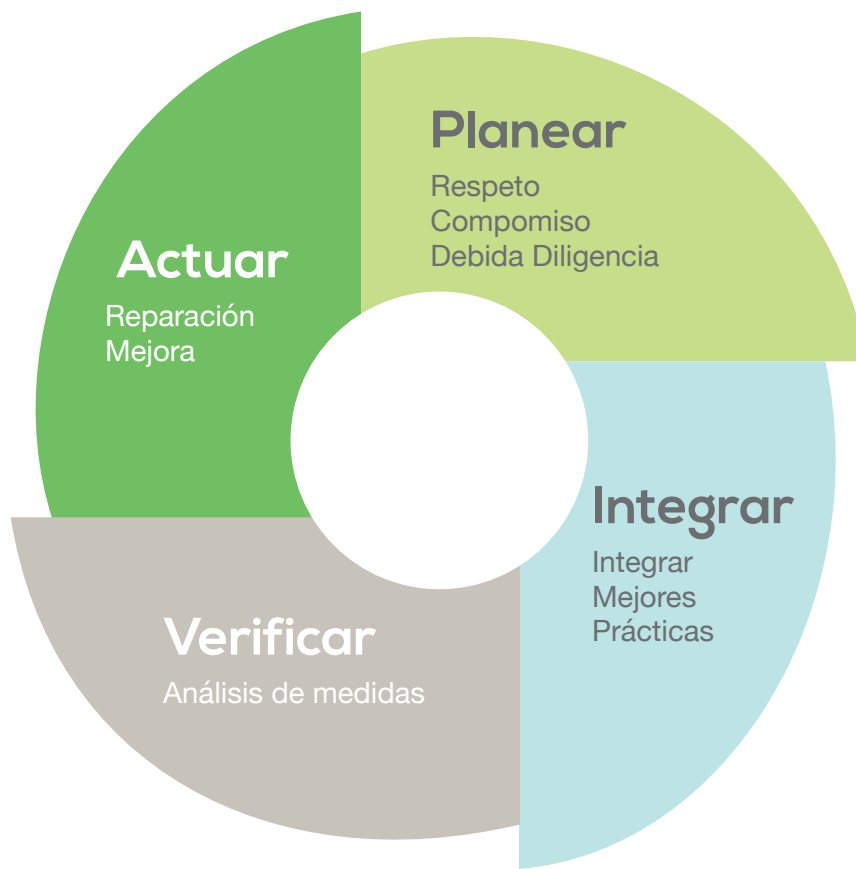 Planear
Respeto
Compomiso
Debida Diligencia
Integrar
Integrar
Mejores
Prácticas
Verificar
Análisis de medidas
Actuar
Reparación
Mejora